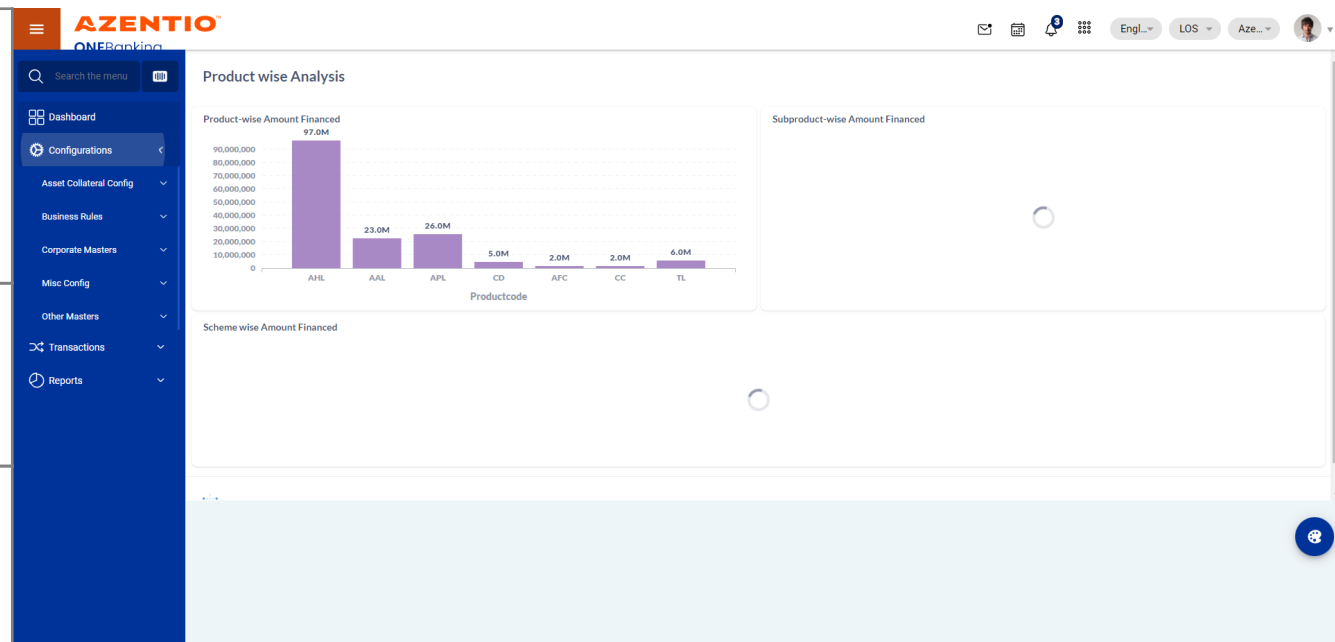 AZENTIO
ONEBanking
3
Engl...
LOS
Aze...
Search the menu
Dashboard
Configurations
Asset Collateral Config
Business Rules
Corporate Masters
Misc Config
Other Masters
Transactions
Reports
Product wise Analysis
Product-wise Amount Financed
97.0M
90,000,000
80,000,000
70,000,000
60,000,000
50,000,000
40,000,000
30,000,000
20,000,000
10,000,000
0
23.0M
26.0M
5.0M
2.0M
2.0M
6.0M
AHL AAL APL CD AFC CC TL
Productcode
Subproduct-wise Amount Financed
Scheme wise Amount Financed